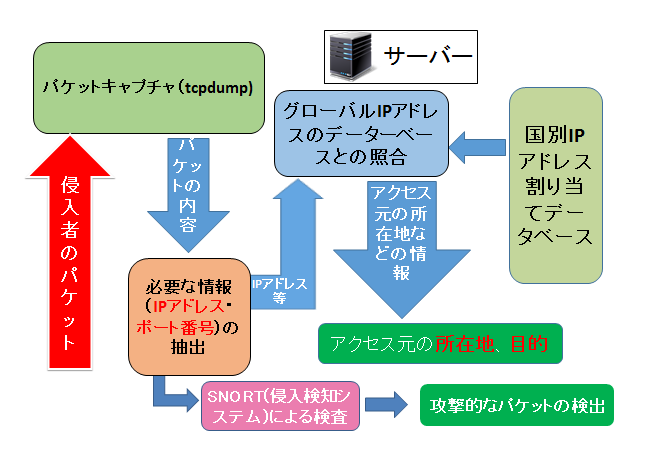 サーバー
パケットキャプチャ（tcpdump)
グローバルIPアドレ
スのデーターベー
スとの照合
国別IP
アドレス
割り当
てデー
タベース
侵入者のパケット
パケッ
トの
内容
アクセス
元の所
在地な
どの情
報
必要な情報
（IPアドレス・
ポート番号）の
抽出
IPアドレス
等
アクセス元の所在地、目的
SNORT(侵入検知シ
ステム）による検査
攻撃的なパケットの検出